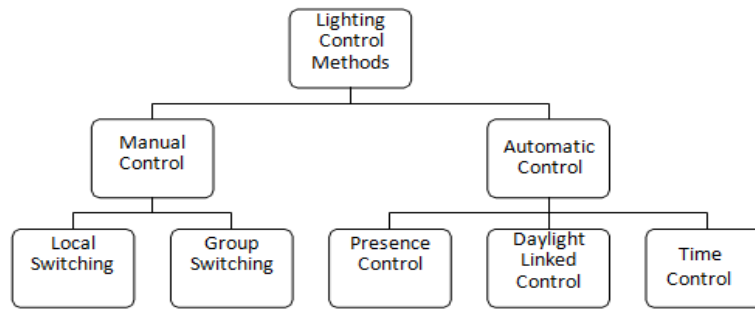 Lighting
Control
Methods
Manual
Control
Automatic
Control
Local
Switching
Group
Switching
Presence
Control
Daylight
Linked
Control
Time
Control